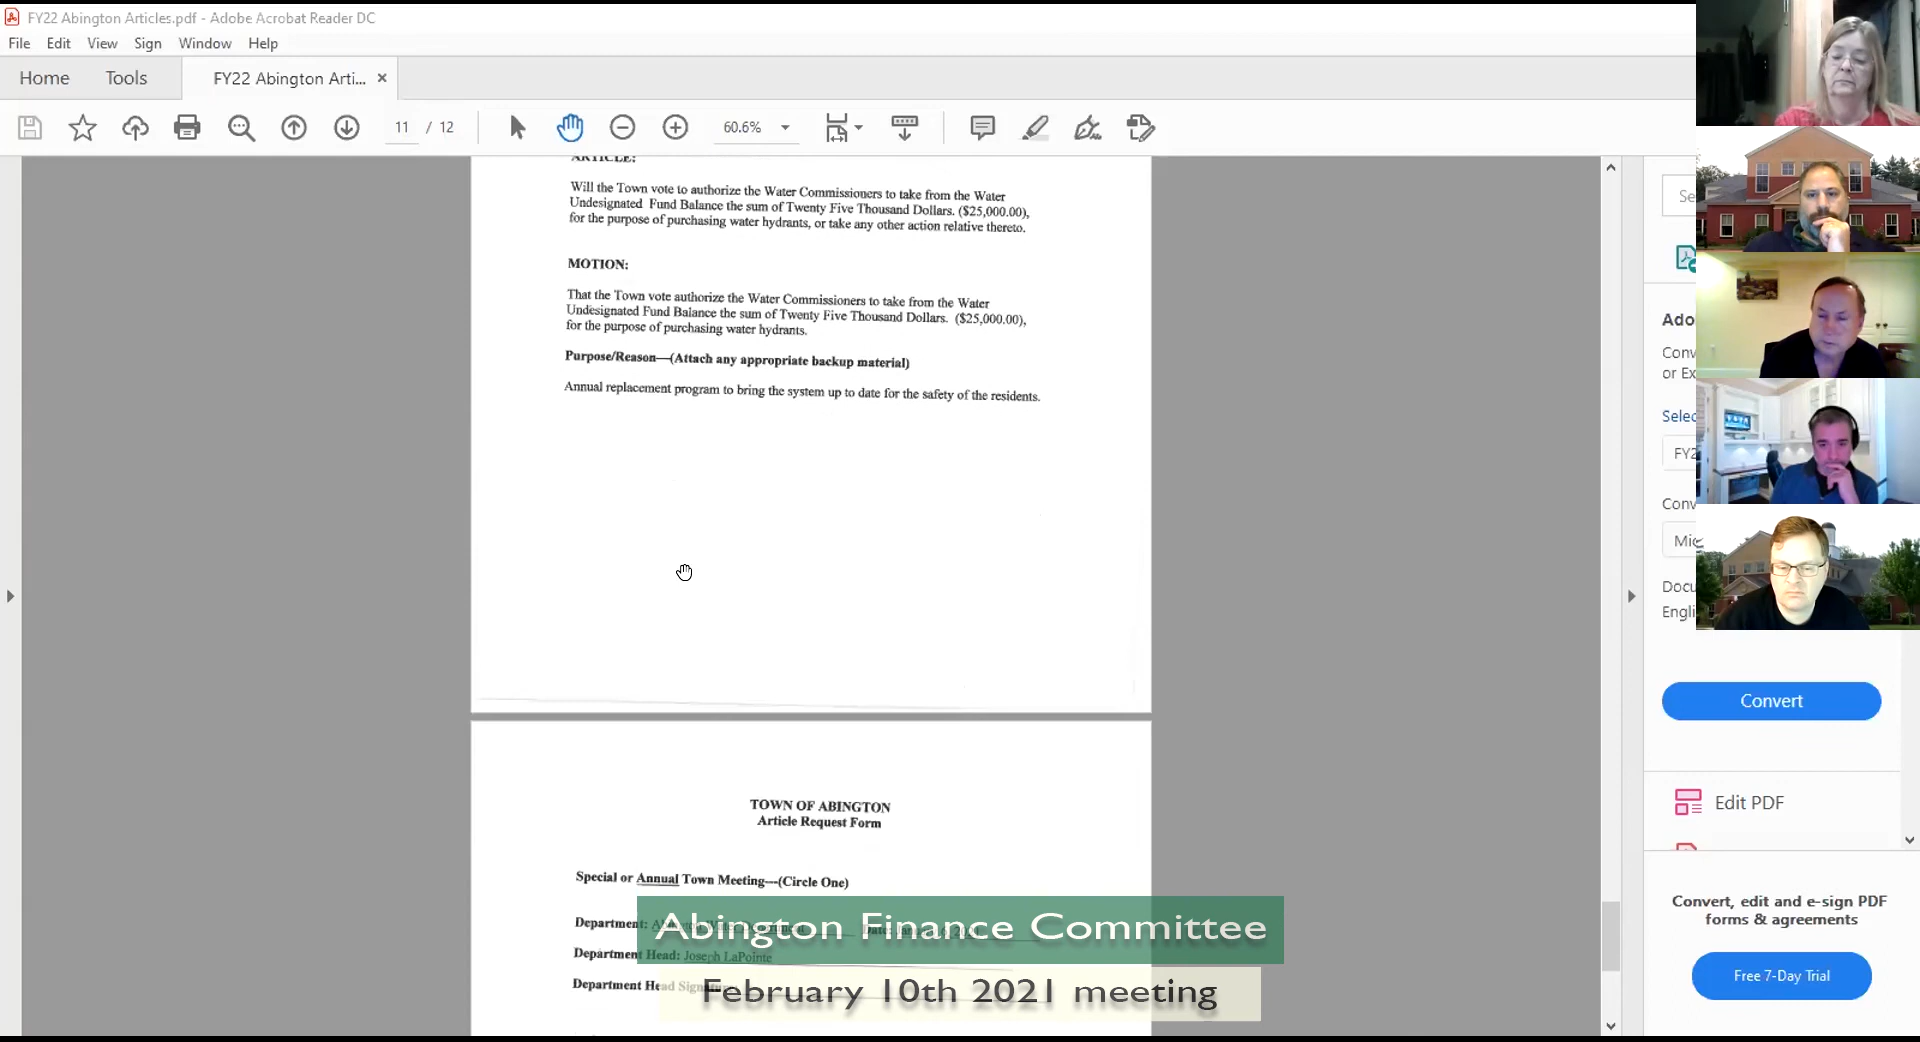 FY22 Abington Articles.pdf - Adobe Acrobat Reader DC
File Edit View Sign Window Help
Home Tools FY22 Abington Arti... ×
11 / 12 60.6%
ARTICLE:
Will the Town vote to authorize the Water Commissioners to take from the Water
Undesignated Fund Balance the sum of Twenty Five Thousand Dollars. ($25,000.00),
for the purpose of purchasing water hydrants, or take any other action relative thereto.
MOTION:
That the Town vote authorize the Water Commissioners to take from the Water
Undesignated Fund Balance the sum of Twenty Five Thousand Dollars. ($25,000.00),
for the purpose of purchasing water hydrants.
Purpose/Reason—(Attach any appropriate backup material)
Annual replacement program to bring the system up to date for the safety of the residents.
TOWN OF ABINGTON
Article Request Form
Special or Annual Town Meeting---(Circle One)
Department:
Department Head: Joseph LaPointe
Department Head
Abington Finance Committee
February 10th 2021 meeting
Se
Ado
Conv
or Ex
Selec
FY2
Conv
Mic
Docu
Engli
Convert
Edit PDF
Convert, edit and e-sign PDF
forms & agreements
Free 7-Day Trial